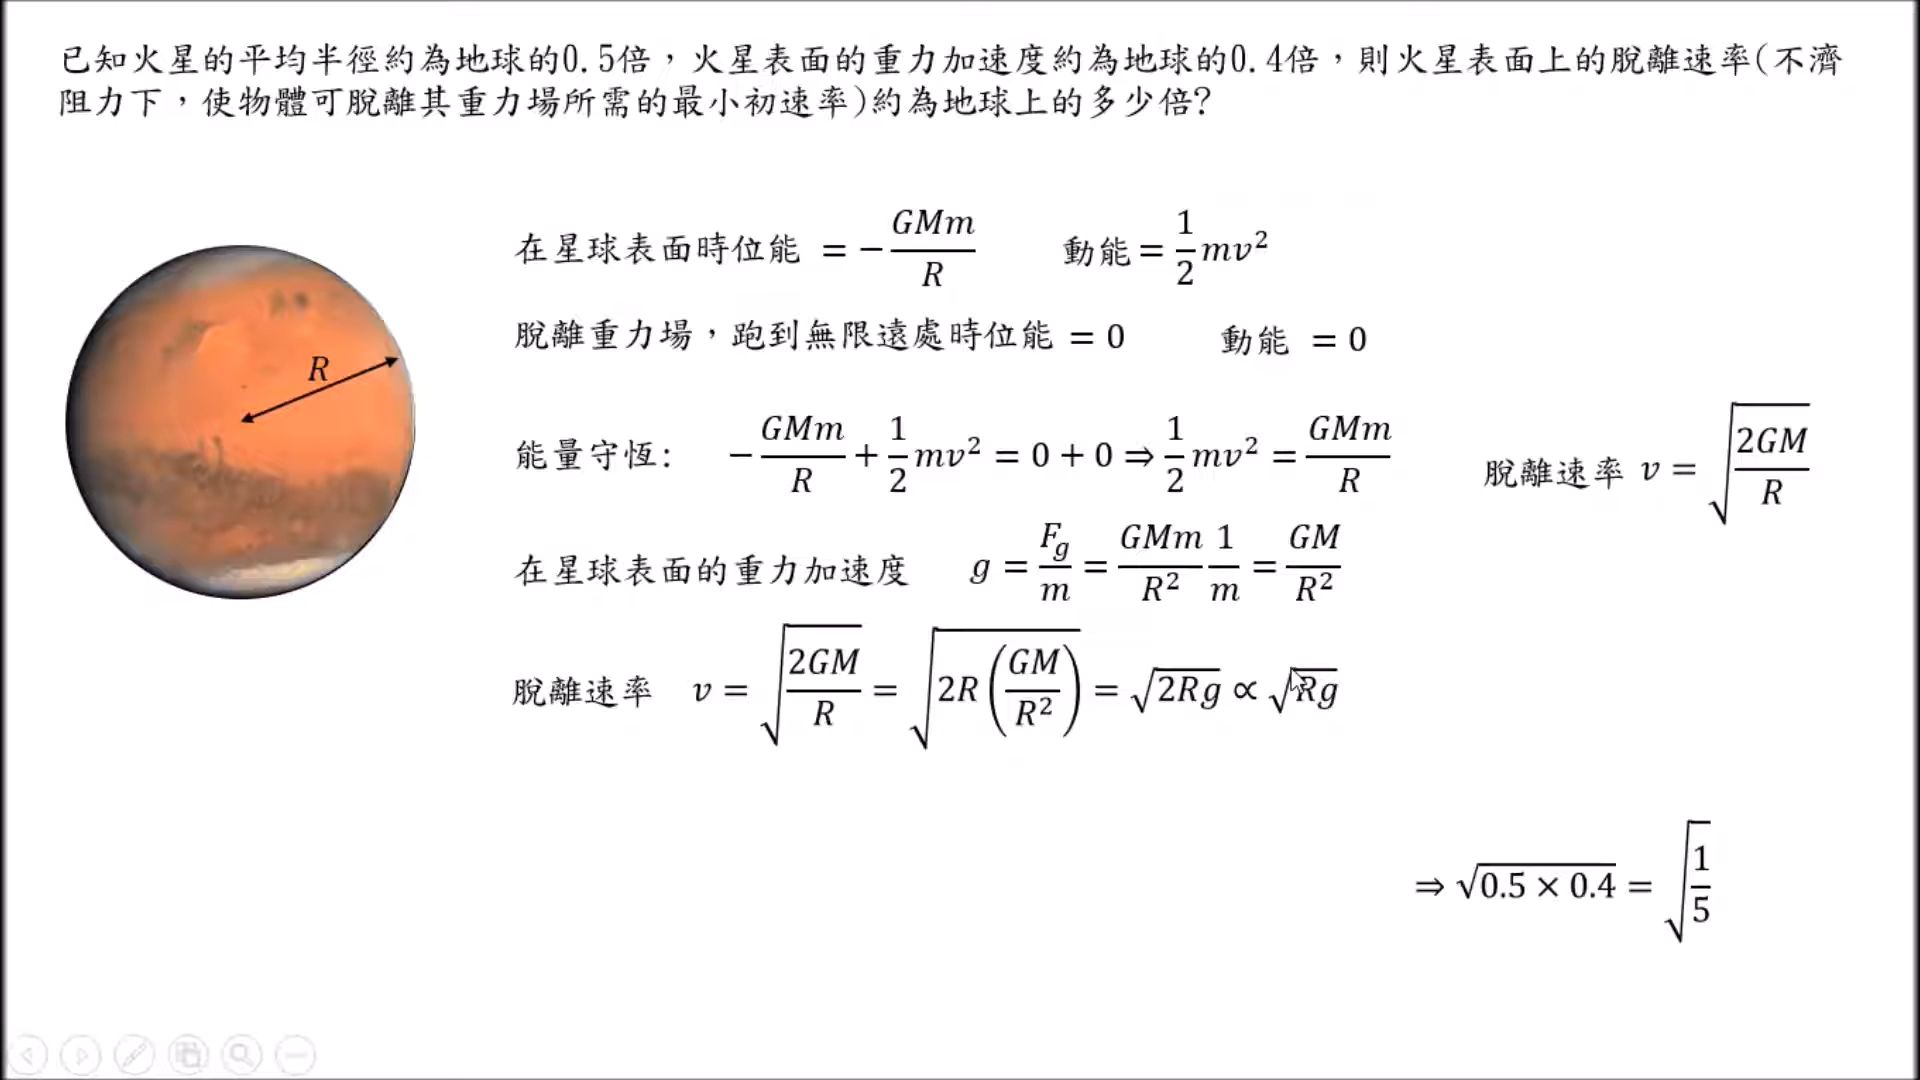 已知火星的平均半徑約為地球的0.5倍，火星表面的重力加速度約為地球的0.4倍，則火星表面上的脫離速率(不濟
阻力下，使物體可脫離其重力場所需的最小初速率)約為地球上的多少倍?
在星球表面時位能 = −GMm/R 動能 = 1/2 mv²
脫離重力場，跑到無限遠處時位能 = 0 動能 = 0
R
能量守恆: −GMm/R + 1/2 mv² = 0 + 0 ⇒ 1/2 mv² = GMm/R 脫離速率 v = √(2GM/R)
在星球表面的重力加速度 g = F_g/m = GMm/R² 1/m = GM/R²
脫離速率 v = √(2GM/R) = √(2R(GM/R²)) = √(2Rg) ∝ √(Rg)
⇒ √(0.5 × 0.4) = √(1/5)